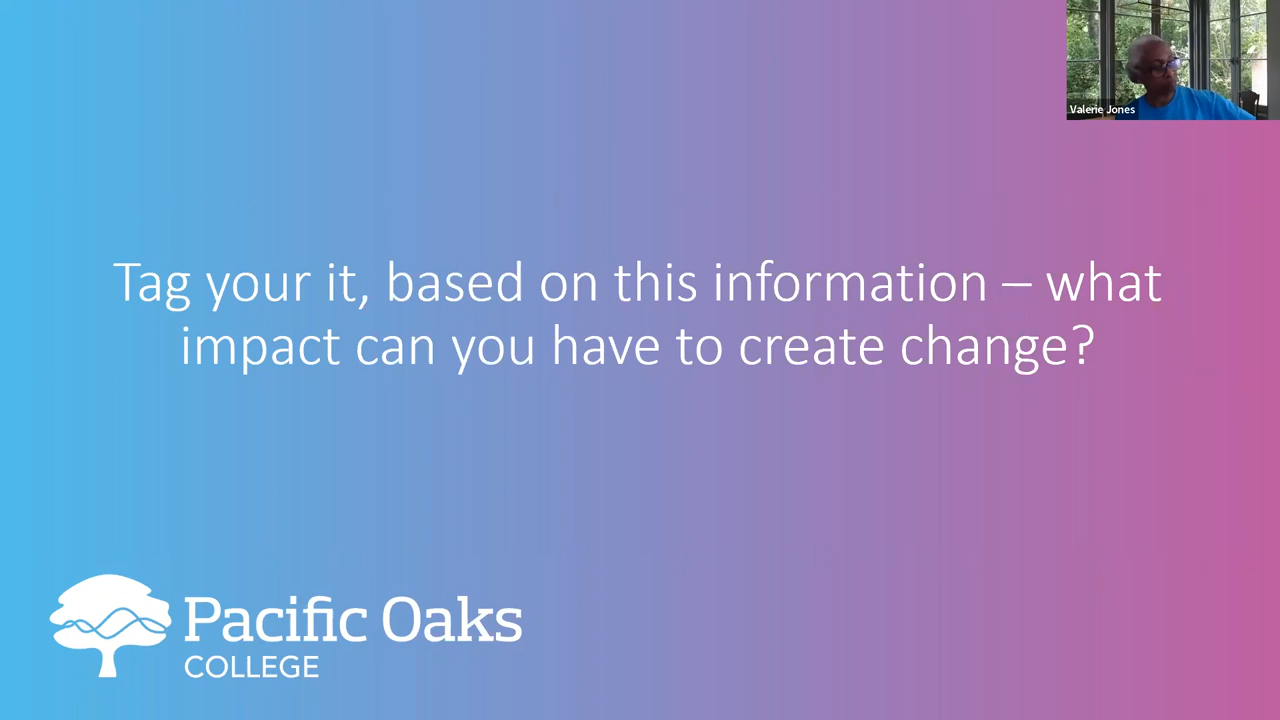 Valerie Jones
Tag your it, based on this information – what
impact can you have to create change?
Pacific Oaks
COLLEGE